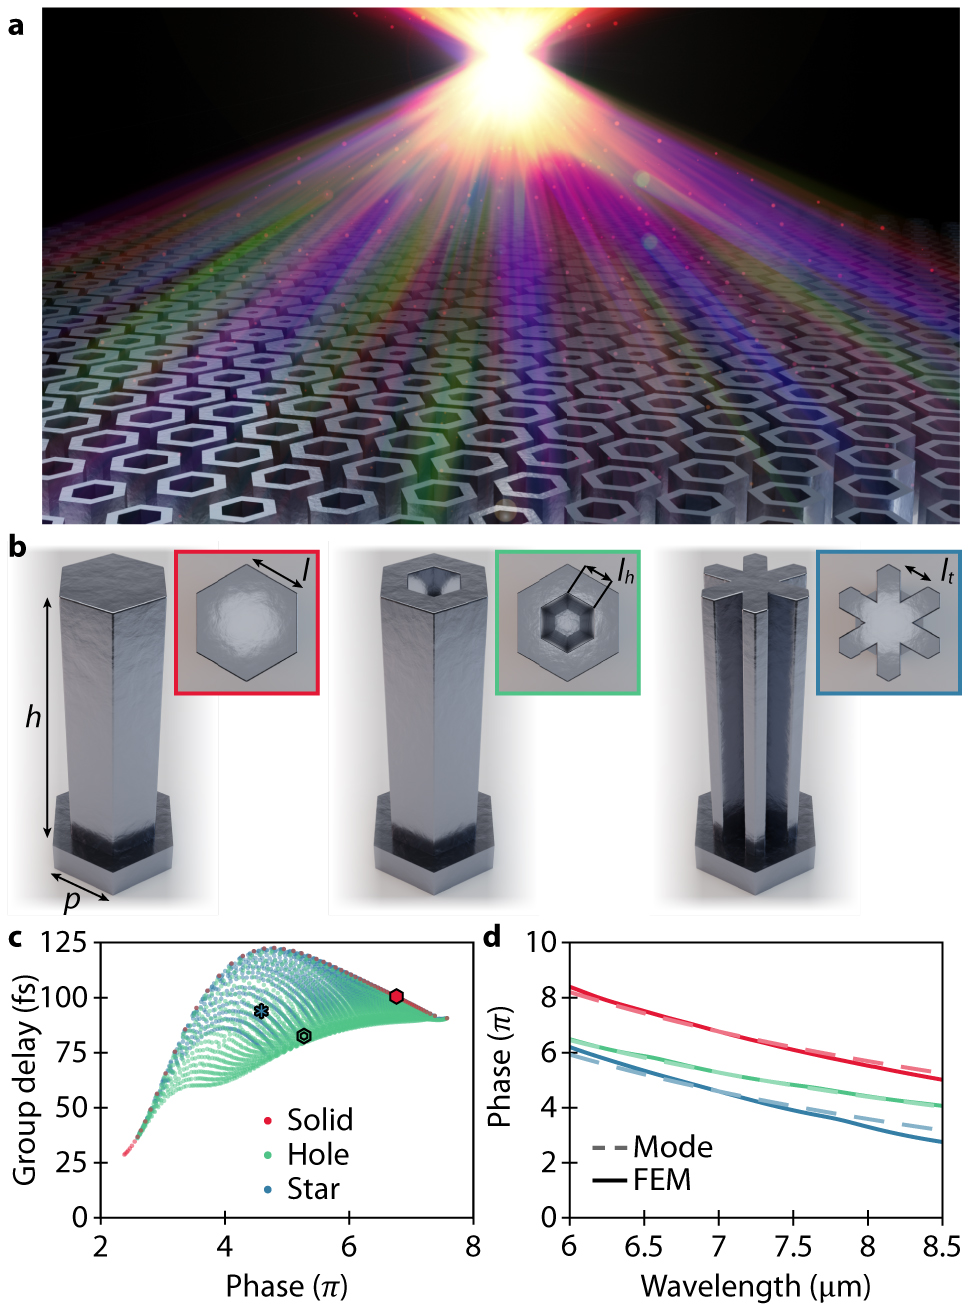 a
b
l
l_h
l_t
h
p
c
d
125
100
75
50
25
0
Group delay (fs)
Solid
Hole
Star
2
4
6
8
Phase (π)
10
8
6
4
2
0
Phase (π)
Mode
FEM
6
6.5
7
7.5
8
8.5
Wavelength (μm)